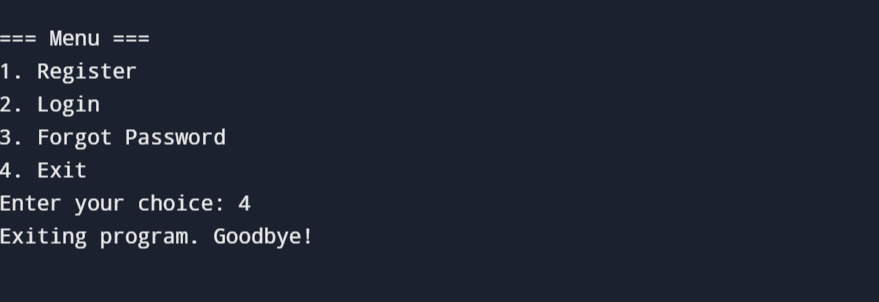 === Menu ===
1. Register
2. Login
3. Forgot Password
4. Exit
Enter your choice: 4
Exiting program. Goodbye!